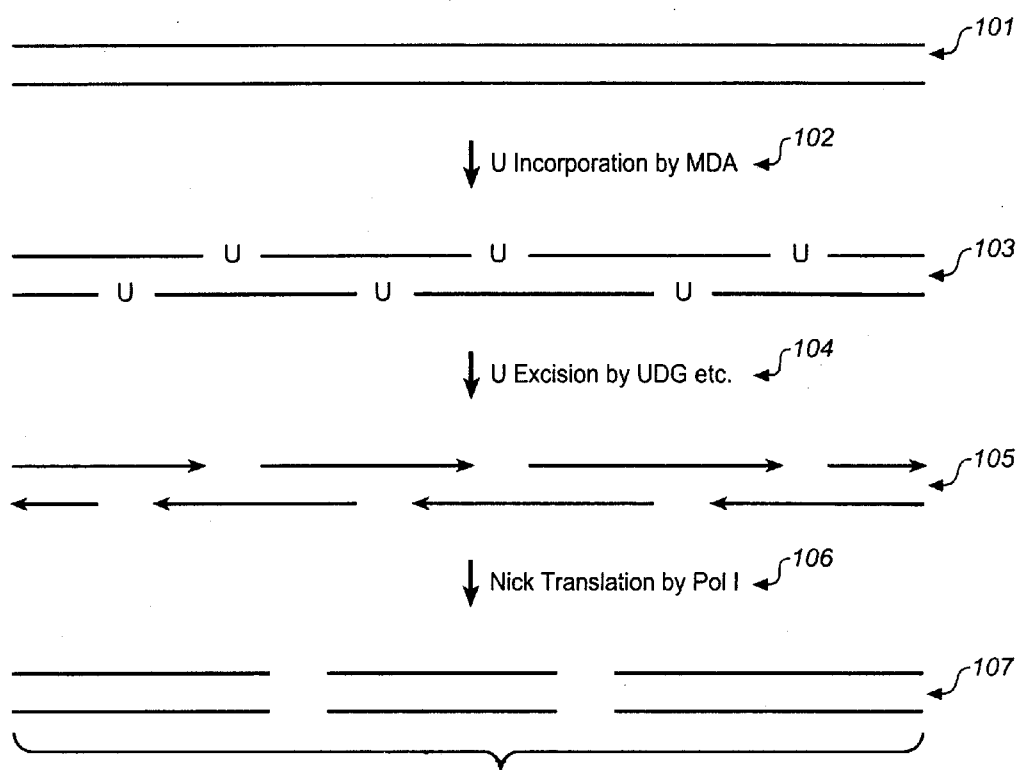 101
102
U Incorporation by MDA
U U U
103
U U U
104
U Excision by UDG etc.
105
106
Nick Translation by Pol I
107